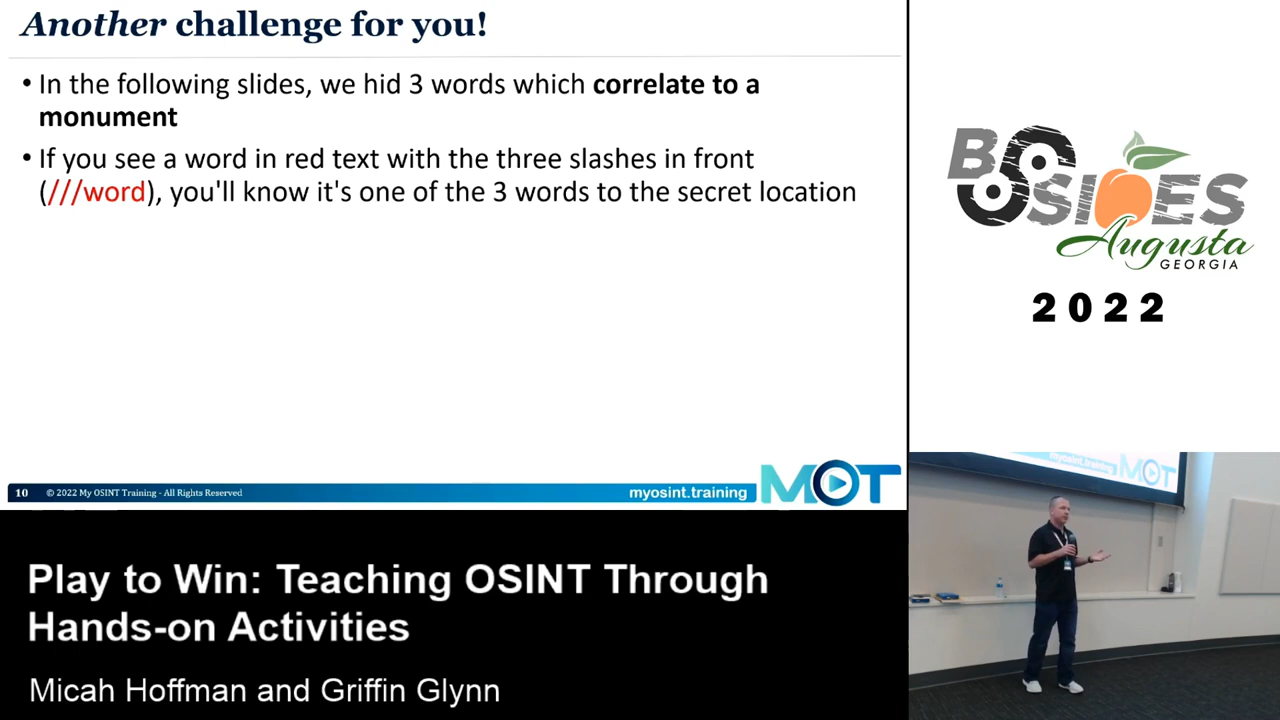 Another challenge for you!
• In the following slides, we hid 3 words which correlate to a
monument
• If you see a word in red text with the three slashes in front
(///word), you'll know it's one of the 3 words to the secret location
10 © 2022 My OSINT Training - All Rights Reserved
myosint.training
MOT
BSIDES
Augusta
GEORGIA
2022
myosint.training MOT
Play to Win: Teaching OSINT Through
Hands-on Activities
Micah Hoffman and Griffin Glynn